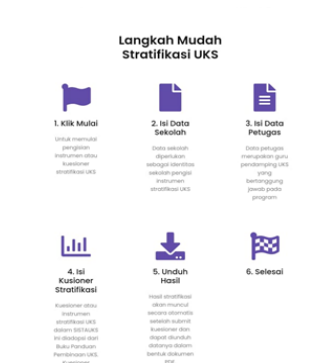 Langkah Mudah
Stratifikasi UKS
1. Klik Mulai
Untuk memulai
pengisian
instrumen atau
kuesioner
stratifikasi UKS
2. Isi Data
Sekolah
Data sekolah
diperlukan
sebagai identitas
sekolah pengisi
instrumen
stratifikasi UKS
3. Isi Data
Petugas
Data petugas
merupakan guru
pendamping UKS
yang
bertanggung
jawab pada
program
4. Isi
Kusioner
Stratifikasi
Kuesioner atau
instrumen
stratifikasi UKS
dalam SISTAUKS
ini diadopsi dari
Buku Panduan
Pembinaan UKS.
5. Unduh
Hasil
Hasil stratifikasi
akan muncul
secara otomatis
setelah submit
kuesioner dan
dapat diunduh
datanya dalam
bentuk dokumen
6. Selesai